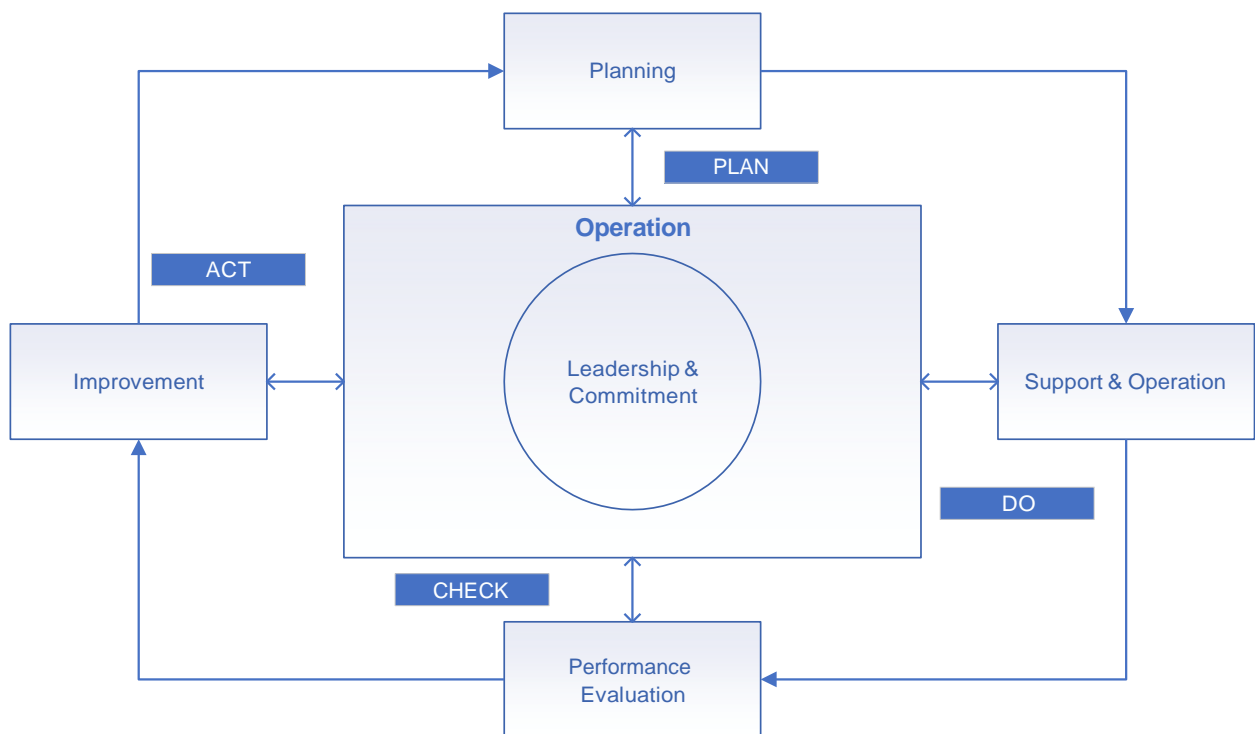 Planning
PLAN
Operation
ACT
Leadership &
Commitment
Improvement
Support & Operation
DO
CHECK
Performance
Evaluation